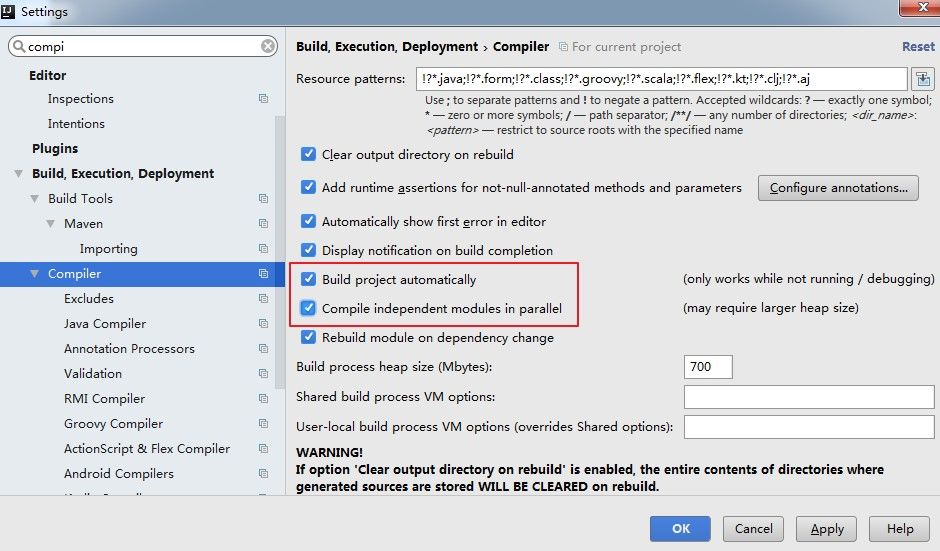 Settings
compi
Editor
Inspections
Intentions
Plugins
Build, Execution, Deployment
Build Tools
Maven
Importing
Compiler
Excludes
Java Compiler
Annotation Processors
Validation
RMI Compiler
Groovy Compiler
ActionScript & Flex Compiler
Android Compilers
Build, Execution, Deployment › Compiler For current project Reset
Resource patterns: !?*.java;!?*.form;!?*.class;!?*.groovy;!?*.scala;!?*.flex;!?*.kt;!?*.clj;!?*.aj
Use ; to separate patterns and ! to negate a pattern. Accepted wildcards: ? — exactly one symbol;
* — zero or more symbols; / — path separator; /**/ — any number of directories; <dir_name>:
<pattern> — restrict to source roots with the specified name
Clear output directory on rebuild
Add runtime assertions for not-null-annotated methods and parameters Configure annotations...
Automatically show first error in editor
Display notification on build completion
Build project automatically (only works while not running / debugging)
Compile independent modules in parallel (may require larger heap size)
Rebuild module on dependency change
Build process heap size (Mbytes): 700
Shared build process VM options:
User-local build process VM options (overrides Shared options):
WARNING!
If option 'Clear output directory on rebuild' is enabled, the entire contents of directories where
generated sources are stored WILL BE CLEARED on rebuild.
OK Cancel Apply Help